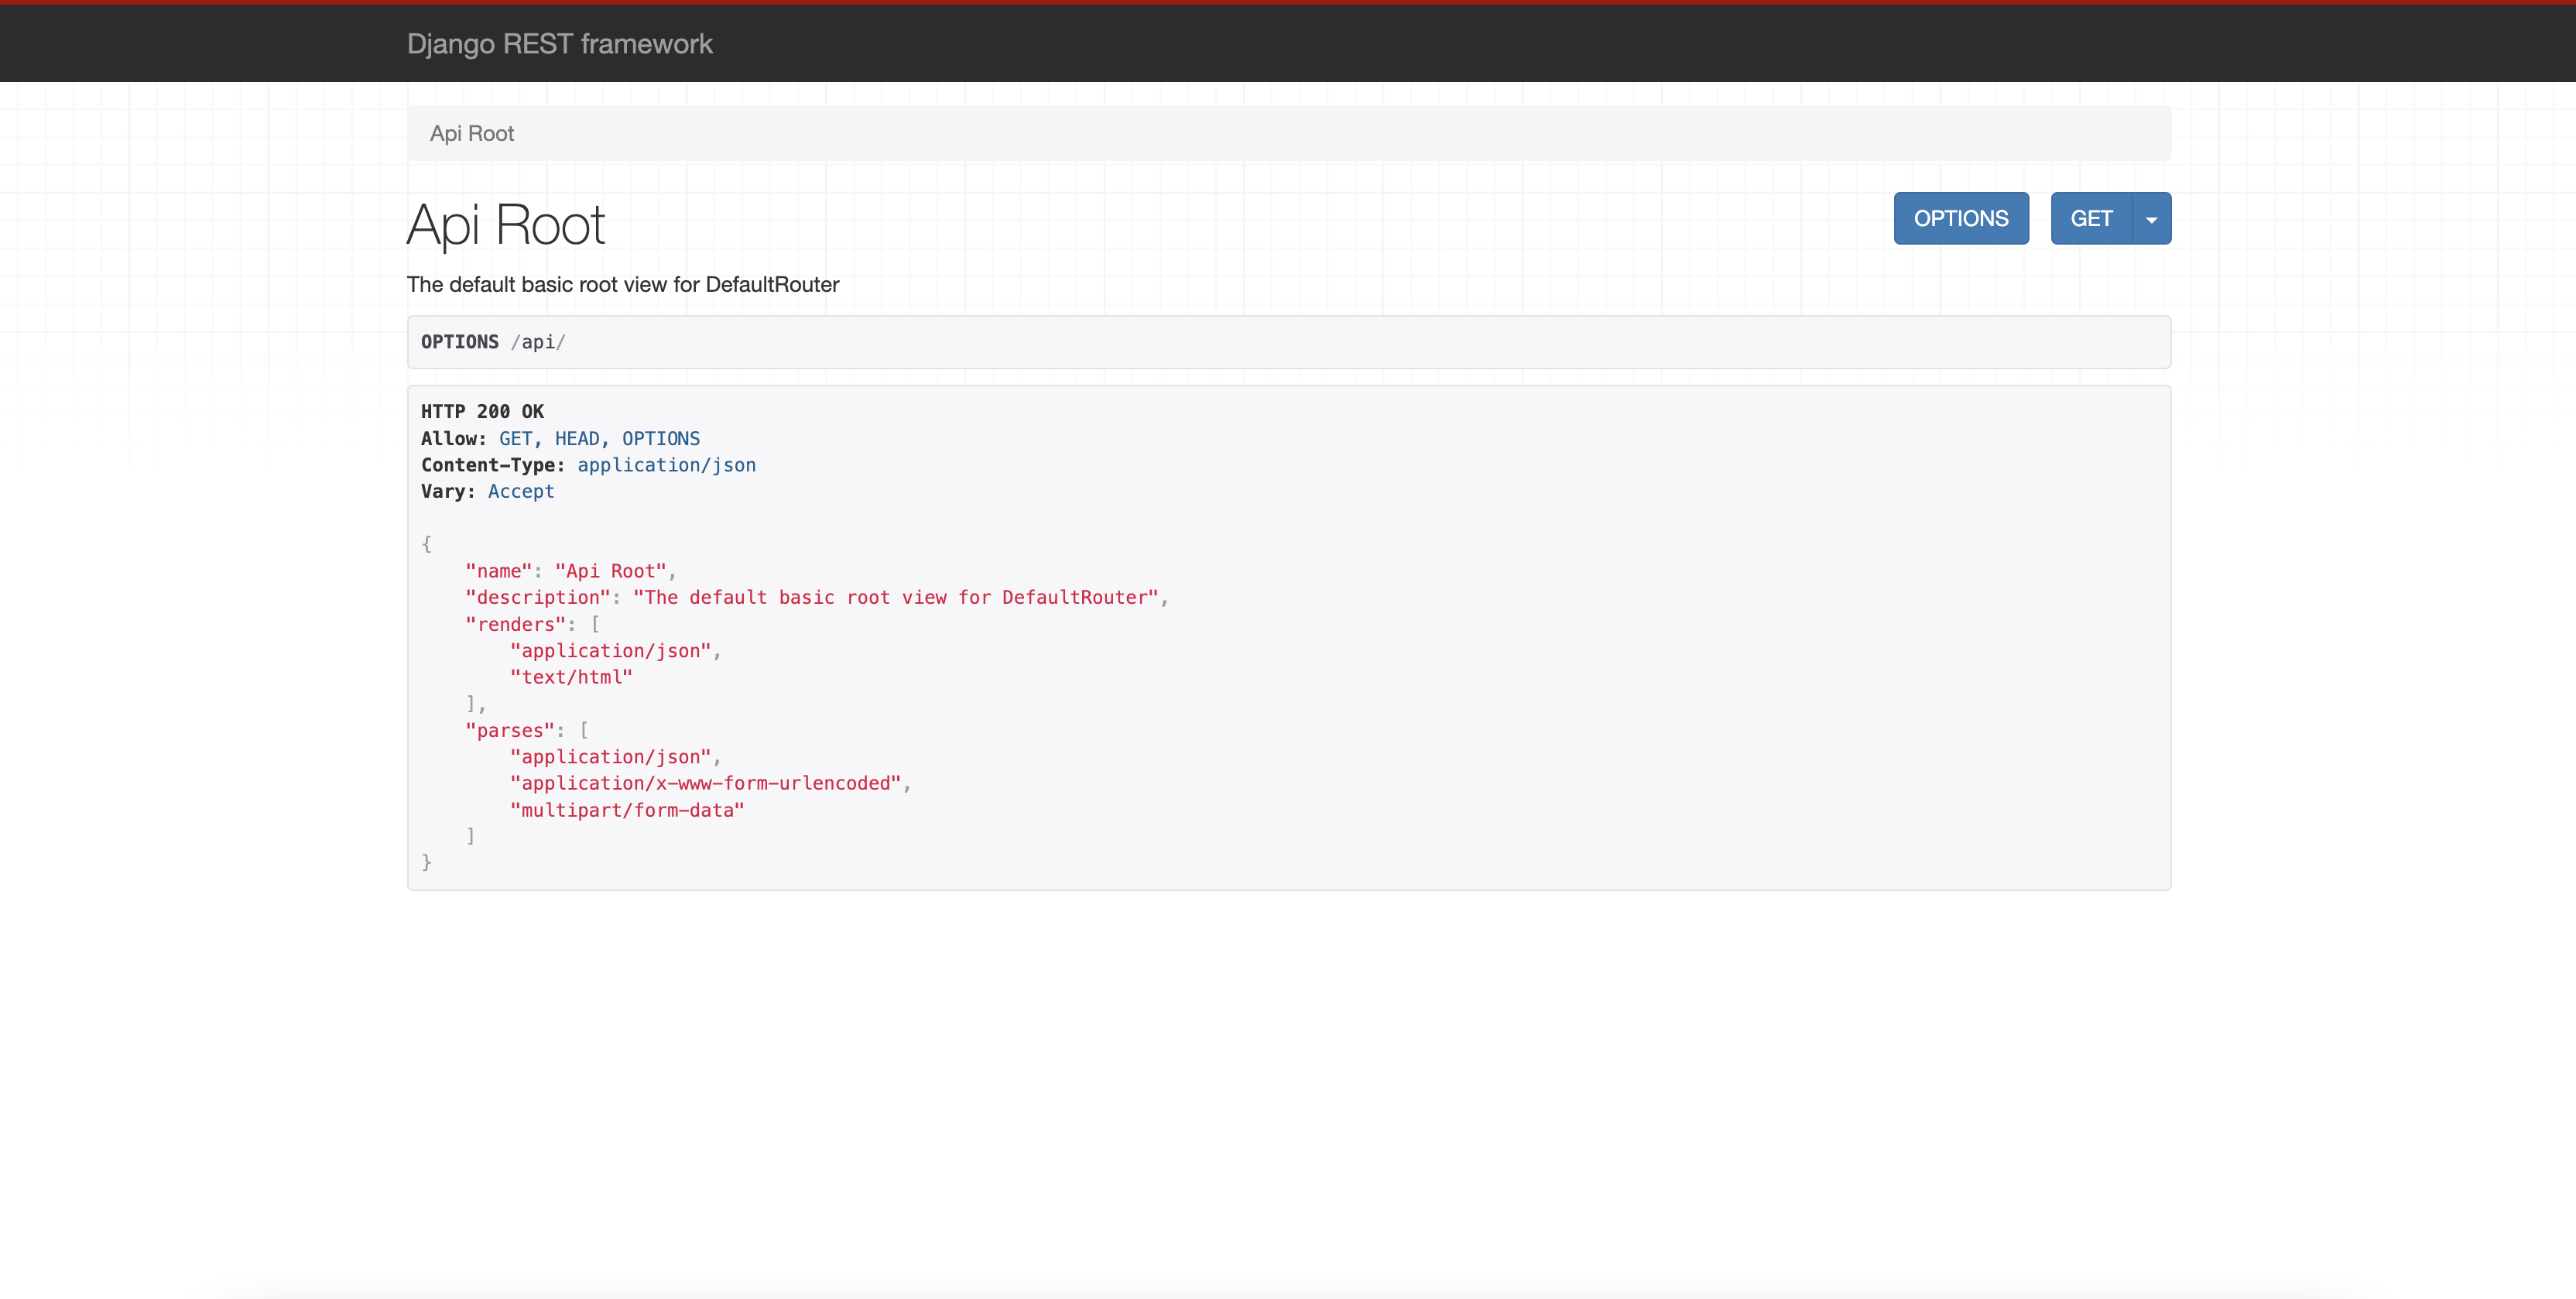 Django REST framework
Api Root
Api Root
OPTIONS
GET
The default basic root view for DefaultRouter
OPTIONS /api/
HTTP 200 OK
Allow: GET, HEAD, OPTIONS
Content-Type: application/json
Vary: Accept
{
    "name": "Api Root",
    "description": "The default basic root view for DefaultRouter",
    "renders": [
        "application/json",
        "text/html"
    ],
    "parses": [
        "application/json",
        "application/x-www-form-urlencoded",
        "multipart/form-data"
    ]
}